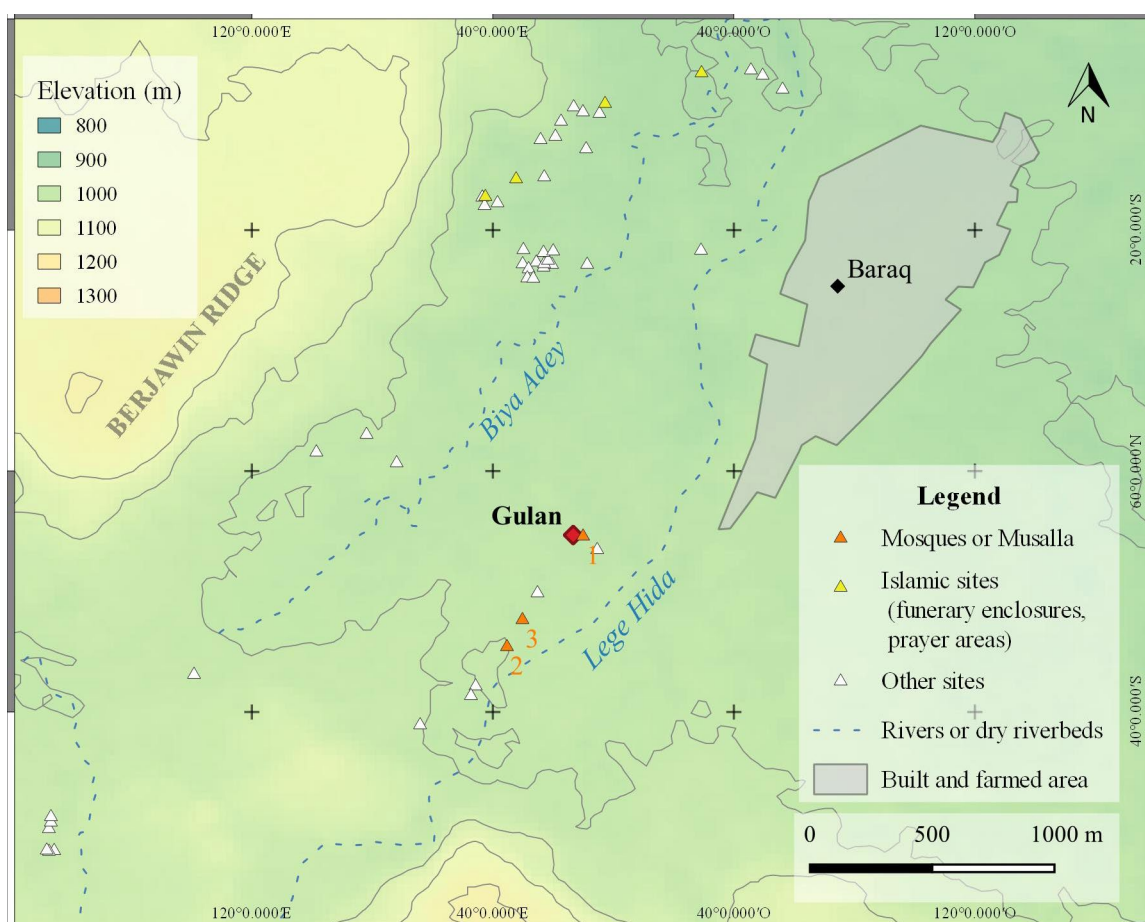 120°0.000'E
40°0.000'E
40°0.000'O
120°0.000'O
Elevation (m)
800
900
1000
1100
1200
1300
N
20°0.000'S
BERJAWIN RIDGE
Baraq
Biya Adey
60°0.000'N
Gulan
1
Lege Hida
3
2
Legend
Mosques or Musalla
Islamic sites
(funerary enclosures,
prayer areas)
Other sites
Rivers or dry riverbeds
Built and farmed area
40°0.000'S
0 500 1000 m
40°0.000'E
40°0.000'O
120°0.000'O